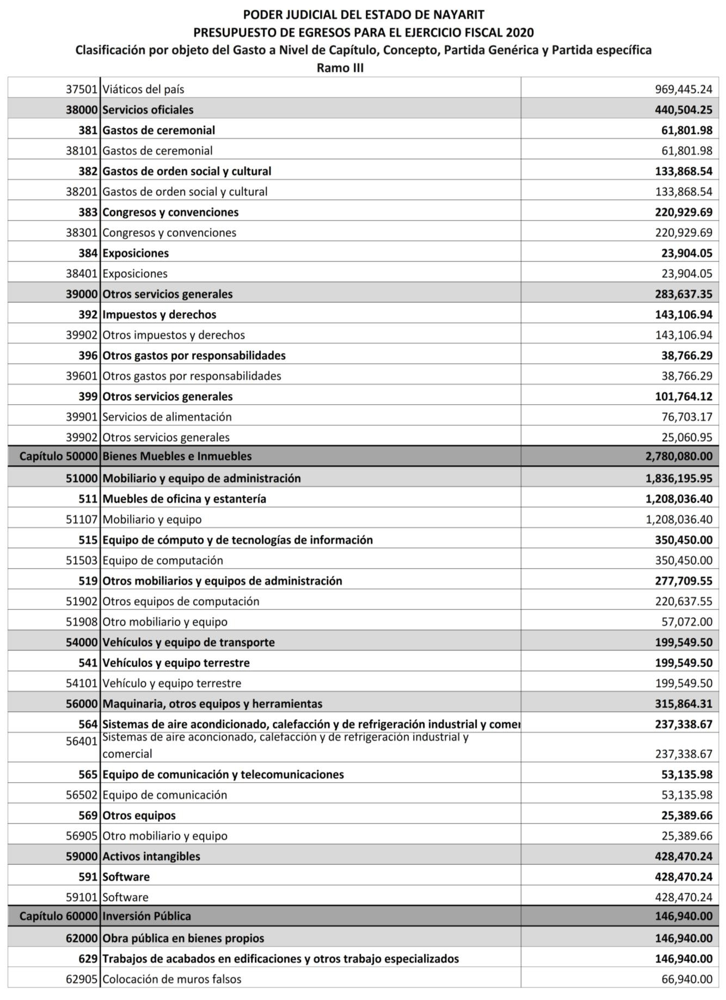 PODER JUDICIAL DEL ESTADO DE NAYARIT
PRESUPUESTO DE EGRESOS PARA EL EJERCICIO FISCAL 2020
Clasificación por objeto del Gasto a Nivel de Capítulo, Concepto, Partida Genérica y Partida específica
Ramo III
37501 Viáticos del país 969,445.24
38000 Servicios oficiales 440,504.25
381 Gastos de ceremonial 61,801.98
38101 Gastos de ceremonial 61,801.98
382 Gastos de orden social y cultural 133,868.54
38201 Gastos de orden social y cultural 133,868.54
383 Congresos y convenciones 220,929.69
38301 Congresos y convenciones 220,929.69
384 Exposiciones 23,904.05
38401 Exposiciones 23,904.05
39000 Otros servicios generales 283,637.35
392 Impuestos y derechos 143,106.94
39902 Otros impuestos y derechos 143,106.94
396 Otros gastos por responsabilidades 38,766.29
39601 Otros gastos por responsabilidades 38,766.29
399 Otros servicios generales 101,764.12
39901 Servicios de alimentación 76,703.17
39902 Otros servicios generales 25,060.95
Capítulo 50000 Bienes Muebles e Inmuebles 2,780,080.00
51000 Mobiliario y equipo de administración 1,836,195.95
511 Muebles de oficina y estantería 1,208,036.40
51107 Mobiliario y equipo 1,208,036.40
515 Equipo de cómputo y de tecnologías de información 350,450.00
51503 Equipo de computación 350,450.00
519 Otros mobiliarios y equipos de administración 277,709.55
51902 Otros equipos de computación 220,637.55
51908 Otro mobiliario y equipo 57,072.00
54000 Vehículos y equipo de transporte 199,549.50
541 Vehículos y equipo terrestre 199,549.50
54101 Vehículo y equipo terrestre 199,549.50
56000 Maquinaria, otros equipos y herramientas 315,864.31
564 Sistemas de aire acondicionado, calefacción y de refrigeración industrial y comer 237,338.67
56401 Sistemas de aire aconcionado, calefacción y de refrigeración industrial y
comercial 237,338.67
565 Equipo de comunicación y telecomunicaciones 53,135.98
56502 Equipo de comunicación 53,135.98
569 Otros equipos 25,389.66
56905 Otro mobiliario y equipo 25,389.66
59000 Activos intangibles 428,470.24
591 Software 428,470.24
59101 Software 428,470.24
Capítulo 60000 Inversión Pública 146,940.00
62000 Obra pública en bienes propios 146,940.00
629 Trabajos de acabados en edificaciones y otros trabajo especializados 146,940.00
62905 Colocación de muros falsos 66,940.00